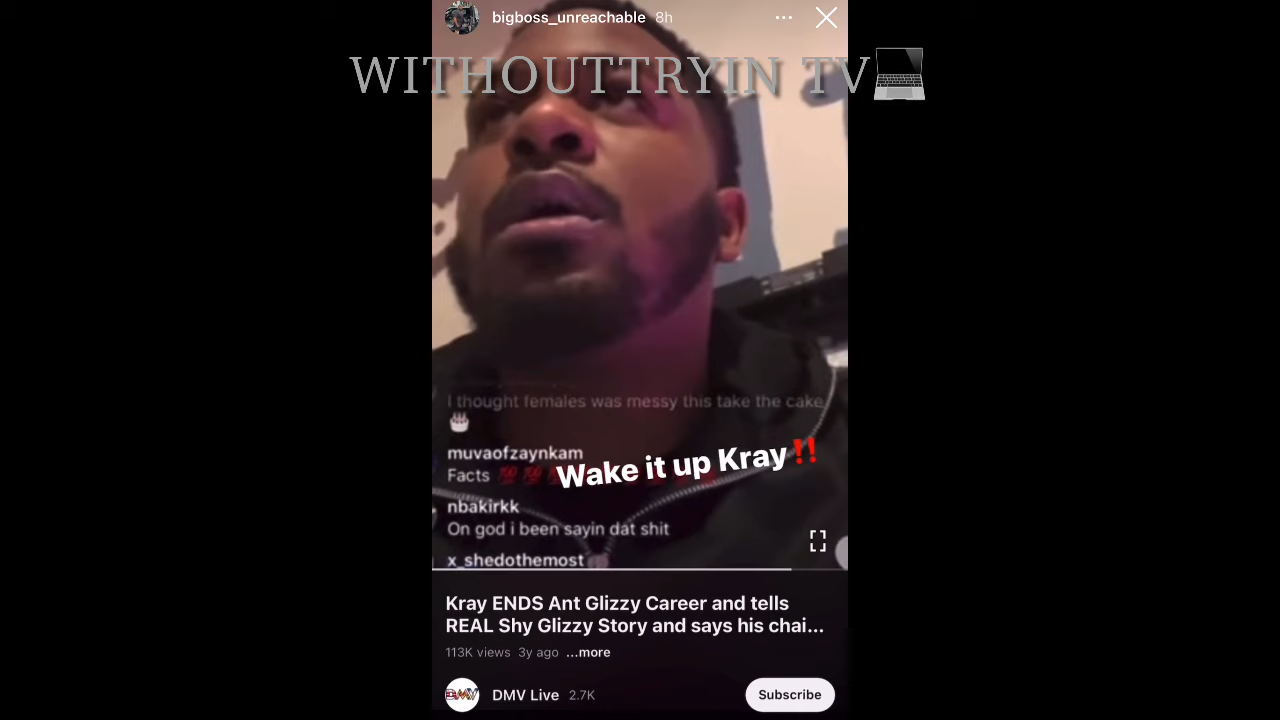 bigboss_unreachable 8h
WITHOUTTRYIN TV
I thought females was messy this take the cake
muvaofzaynkam
Facts 💯💯💯
Wake it up Kray‼️
nbakirkk
On god i been sayin dat shit
x_shedothemost
Kray ENDS Ant Glizzy Career and tells
REAL Shy Glizzy Story and says his chai...
113K views 3y ago ...more
DMV
DMV Live 2.7K
Subscribe